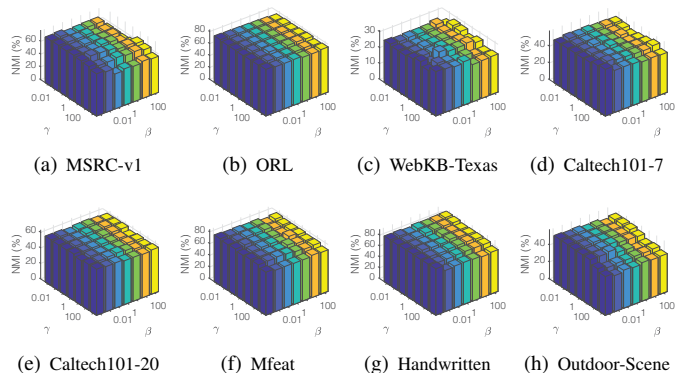 NMI (%)
60
40
20
0
0.01
1
100
γ
0.01
1
100
β
(a) MSRC-v1
NMI (%)
80
60
40
20
0
0.01
1
100
γ
0.01
1
100
β
(b) ORL
NMI (%)
30
20
10
0
0.01
1
100
γ
0.01
1
100
β
(c) WebKB-Texas
NMI (%)
40
20
0
0.01
1
100
γ
0.01
1
100
β
(d) Caltech101-7
NMI (%)
60
40
20
0
0.01
1
100
γ
0.01
1
100
β
(e) Caltech101-20
NMI (%)
80
60
40
20
0
0.01
1
100
γ
0.01
1
100
β
(f) Mfeat
NMI (%)
80
60
40
20
0
0.01
1
100
γ
0.01
1
100
β
(g) Handwritten
NMI (%)
40
20
0
0.01
1
100
γ
0.01
1
100
β
(h) Outdoor-Scene